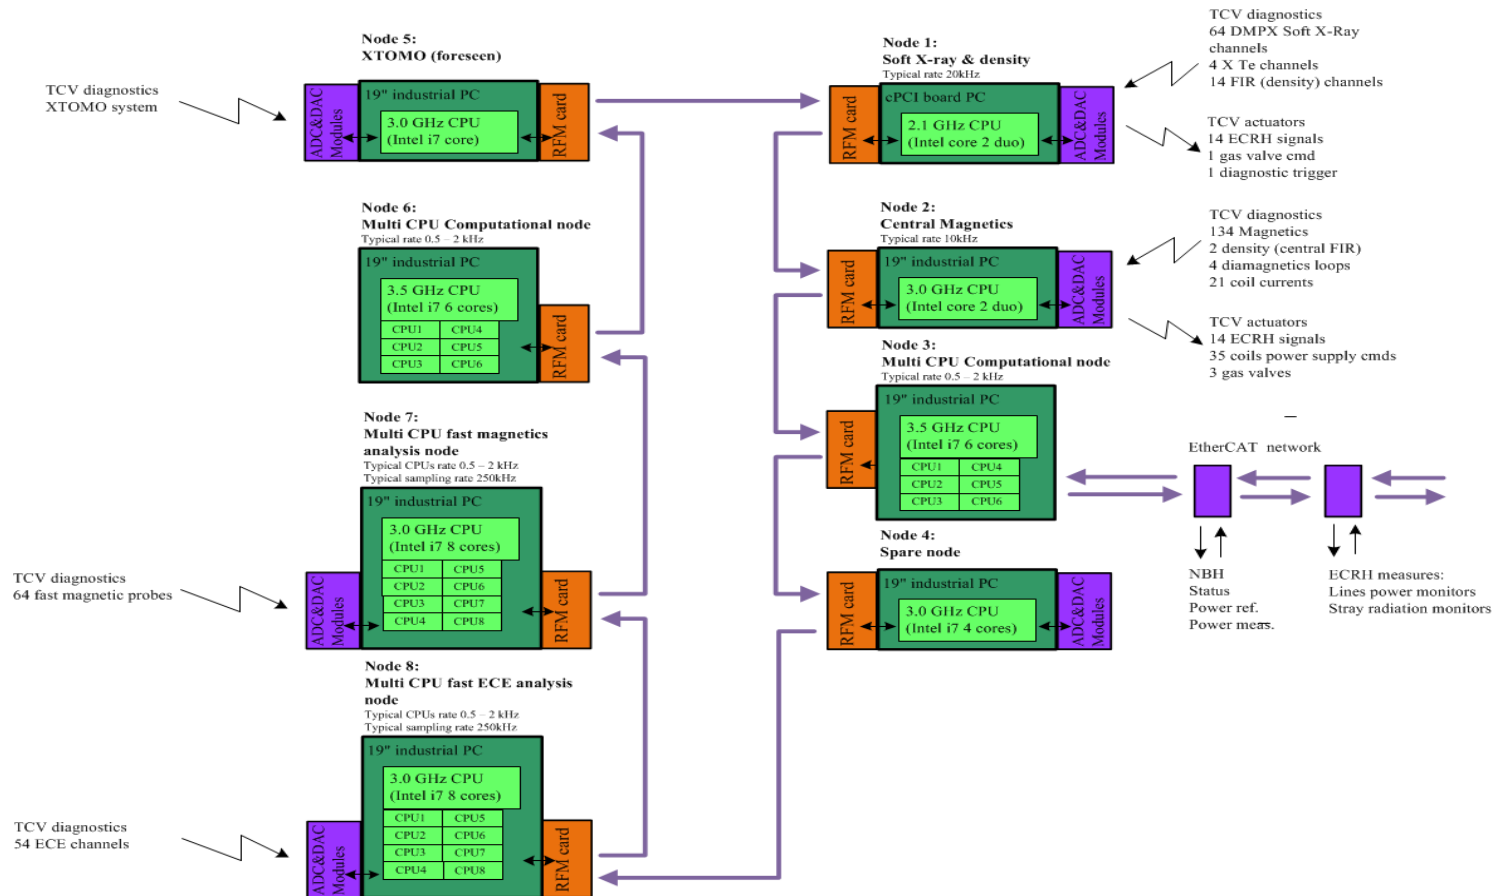 Node 5:
XTOMO (foreseen)
TCV diagnostics
XTOMO system
ADC&DAC
Modules
19" industrial PC
3.0 GHz CPU
(Intel i7 core)
RFM card
Node 6:
Multi CPU Computational node
Typical rate 0.5 – 2 kHz
19" industrial PC
3.5 GHz CPU
(Intel i7 6 cores)
CPU1 CPU4
CPU2 CPU5
CPU3 CPU6
RFM card
Node 7:
Multi CPU fast magnetics
analysis node
Typical CPUs rate 0.5 – 2 kHz
Typical sampling rate 250kHz
19" industrial PC
3.0 GHz CPU
(Intel i7 8 cores)
CPU1 CPU5
CPU2 CPU6
CPU3 CPU7
CPU4 CPU8
TCV diagnostics
64 fast magnetic probes
ADC&DAC
Modules
RFM card
Node 8:
Multi CPU fast ECE analysis
node
Typical CPUs rate 0.5 – 2 kHz
Typical sampling rate 250kHz
19" industrial PC
3.0 GHz CPU
(Intel i7 8 cores)
CPU1 CPU5
CPU2 CPU6
CPU3 CPU7
CPU4 CPU8
TCV diagnostics
54 ECE channels
ADC&DAC
Modules
RFM card
Node 1:
Soft X-ray & density
Typical rate 20kHz
RFM card
cPCI board PC
2.1 GHz CPU
(Intel core 2 duo)
ADC&DAC
Modules
TCV diagnostics
64 DMPX Soft X-Ray
channels
4 X Te channels
14 FIR (density) channels
TCV actuators
14 ECRH signals
1 gas valve cmd
1 diagnostic trigger
Node 2:
Central Magnetics
Typical rate 10kHz
RFM card
19" industrial PC
3.0 GHz CPU
(Intel core 2 duo)
ADC&DAC
Modules
TCV diagnostics
134 Magnetics
2 density (central FIR)
4 diamagnetics loops
21 coil currents
TCV actuators
14 ECRH signals
35 coils power supply cmds
3 gas valves
Node 3:
Multi CPU Computational node
Typical rate 0.5 – 2 kHz
RFM card
19" industrial PC
3.5 GHz CPU
(Intel i7 6 cores)
CPU1 CPU4
CPU2 CPU5
CPU3 CPU6
EtherCAT network
NBH
Status
Power ref.
Power meas.
ECRH measures:
Lines power monitors
Stray radiation monitors
Node 4:
Spare node
RFM card
19" industrial PC
3.0 GHz CPU
(Intel i7 4 cores)
ADC&DAC
Modules